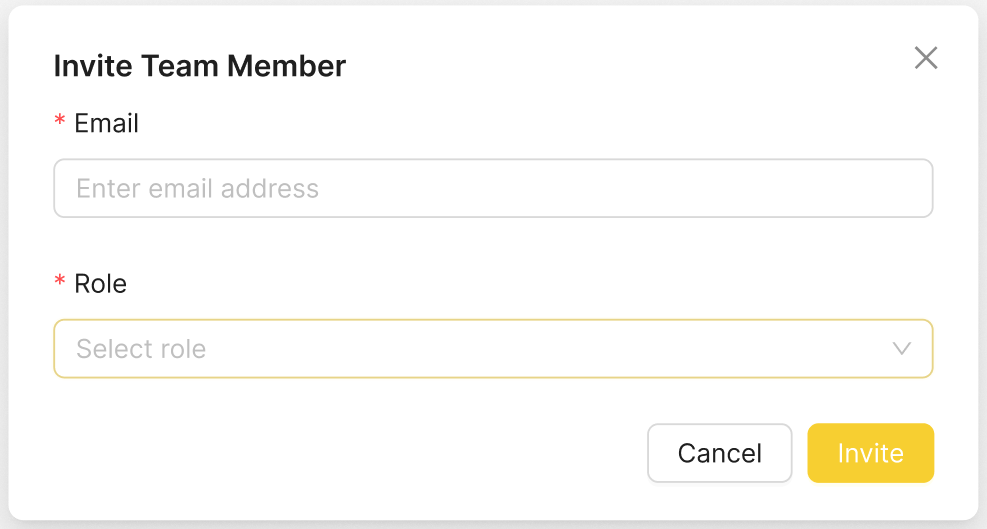 Invite Team Member
* Email
Enter email address
* Role
Select role
Cancel Invite